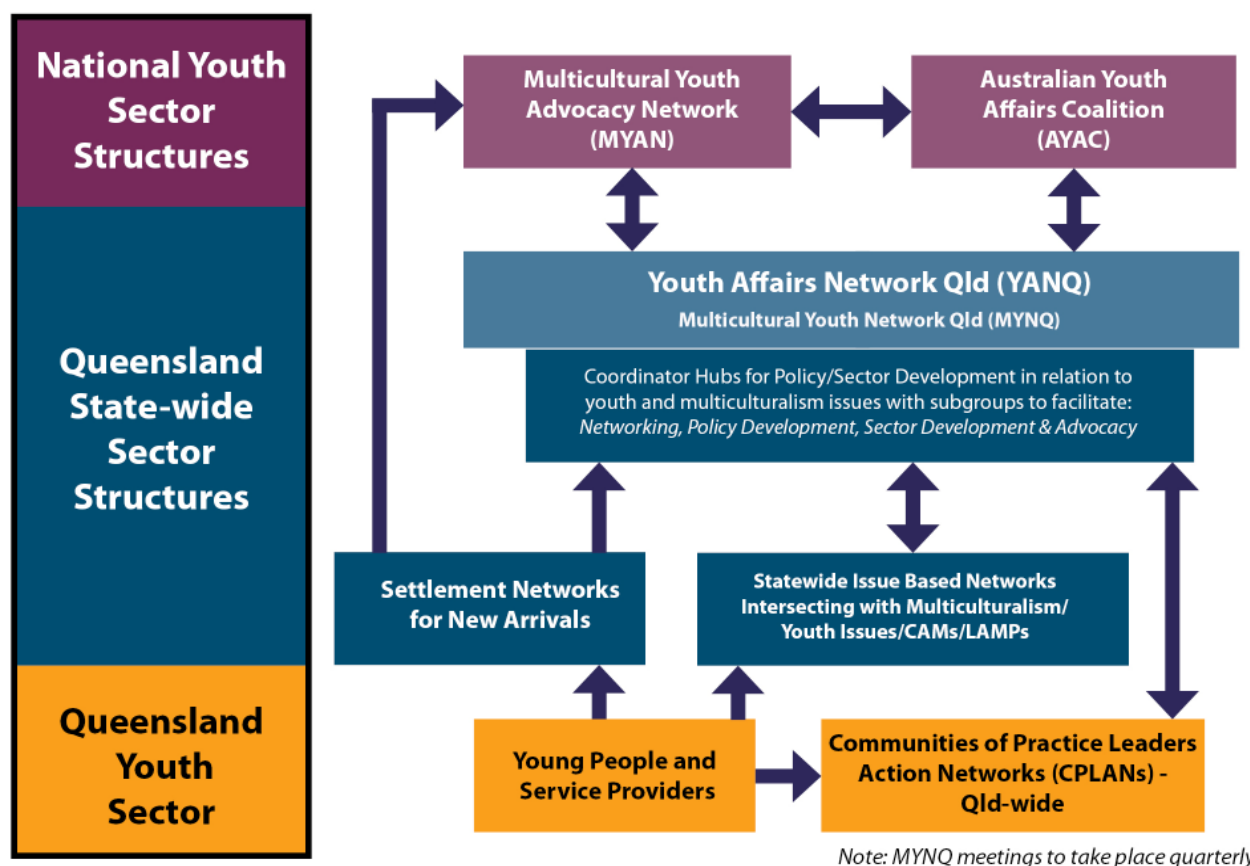 National Youth
Sector
Structures
Queensland
State-wide
Sector
Structures
Queensland
Youth
Sector
Multicultural Youth
Advocacy Network
(MYAN)
Australian Youth
Affairs Coalition
(AYAC)
Youth Affairs Network Qld (YANQ)
Multicultural Youth Network Qld (MYNQ)
Coordinator Hubs for Policy/Sector Development in relation to
youth and multiculturalism issues with subgroups to facilitate:
Networking, Policy Development, Sector Development & Advocacy
Settlement Networks
for New Arrivals
Statewide Issue Based Networks
Intersecting with Multiculturalism/
Youth Issues/CAMs/LAMPs
Young People and
Service Providers
Communities of Practice Leaders
Action Networks (CPLANs) -
Qld-wide
Note: MYNQ meetings to take place quarterly